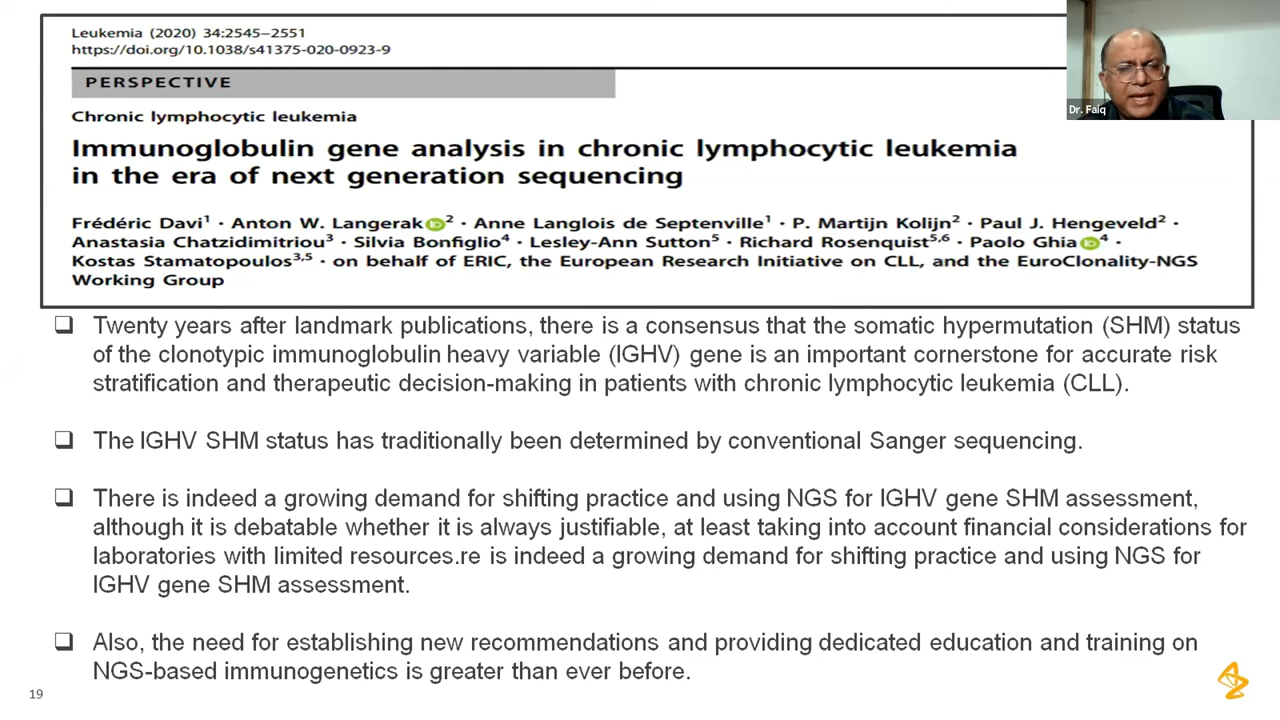 Leukemia (2020) 34:2545–2551
https://doi.org/10.1038/s41375-020-0923-9
PERSPECTIVE
Chronic lymphocytic leukemia
Immunoglobulin gene analysis in chronic lymphocytic leukemia
in the era of next generation sequencing
Frédéric Davi1 · Anton W. Langerak iD 2 · Anne Langlois de Septenville1 · P. Martijn Kolijn2 · Paul J. Hengeveld2 ·
Anastasia Chatzidimitriou3 · Silvia Bonfiglio4 · Lesley-Ann Sutton5 · Richard Rosenquist5,6 · Paolo Ghia iD 4 ·
Kostas Stamatopoulos3,5 · on behalf of ERIC, the European Research Initiative on CLL, and the EuroClonality-NGS
Working Group
Dr. Faiq
Twenty years after landmark publications, there is a consensus that the somatic hypermutation (SHM) status
of the clonotypic immunoglobulin heavy variable (IGHV) gene is an important cornerstone for accurate risk
stratification and therapeutic decision-making in patients with chronic lymphocytic leukemia (CLL).
The IGHV SHM status has traditionally been determined by conventional Sanger sequencing.
There is indeed a growing demand for shifting practice and using NGS for IGHV gene SHM assessment,
although it is debatable whether it is always justifiable, at least taking into account financial considerations for
laboratories with limited resources.re is indeed a growing demand for shifting practice and using NGS for
IGHV gene SHM assessment.
Also, the need for establishing new recommendations and providing dedicated education and training on
NGS-based immunogenetics is greater than ever before.
19